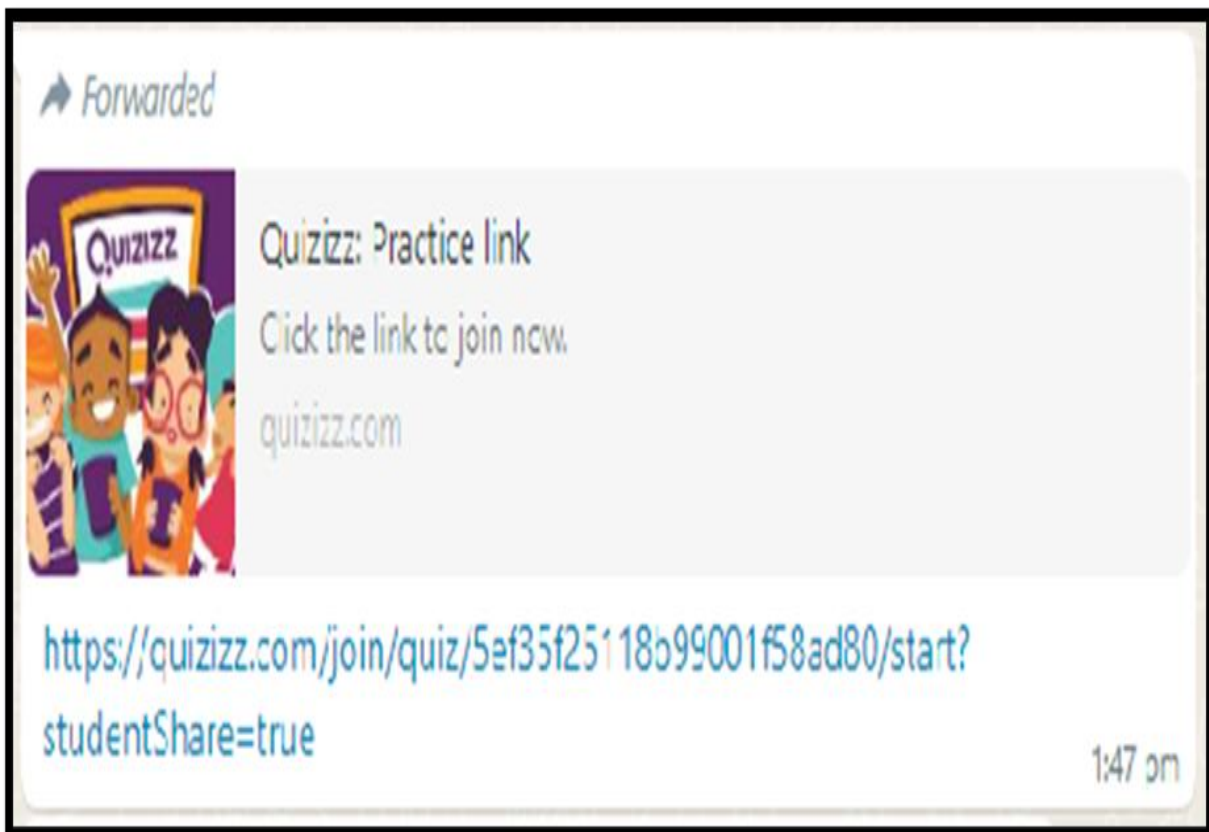 Forwarded
QUIZIZZ
Quizizz: Practice link
Click the link to join now.
quizizz.com
https://quizizz.com/join/quiz/5ef35f25118b99001f58ad80/start?
studentShare=true
1:47 pm